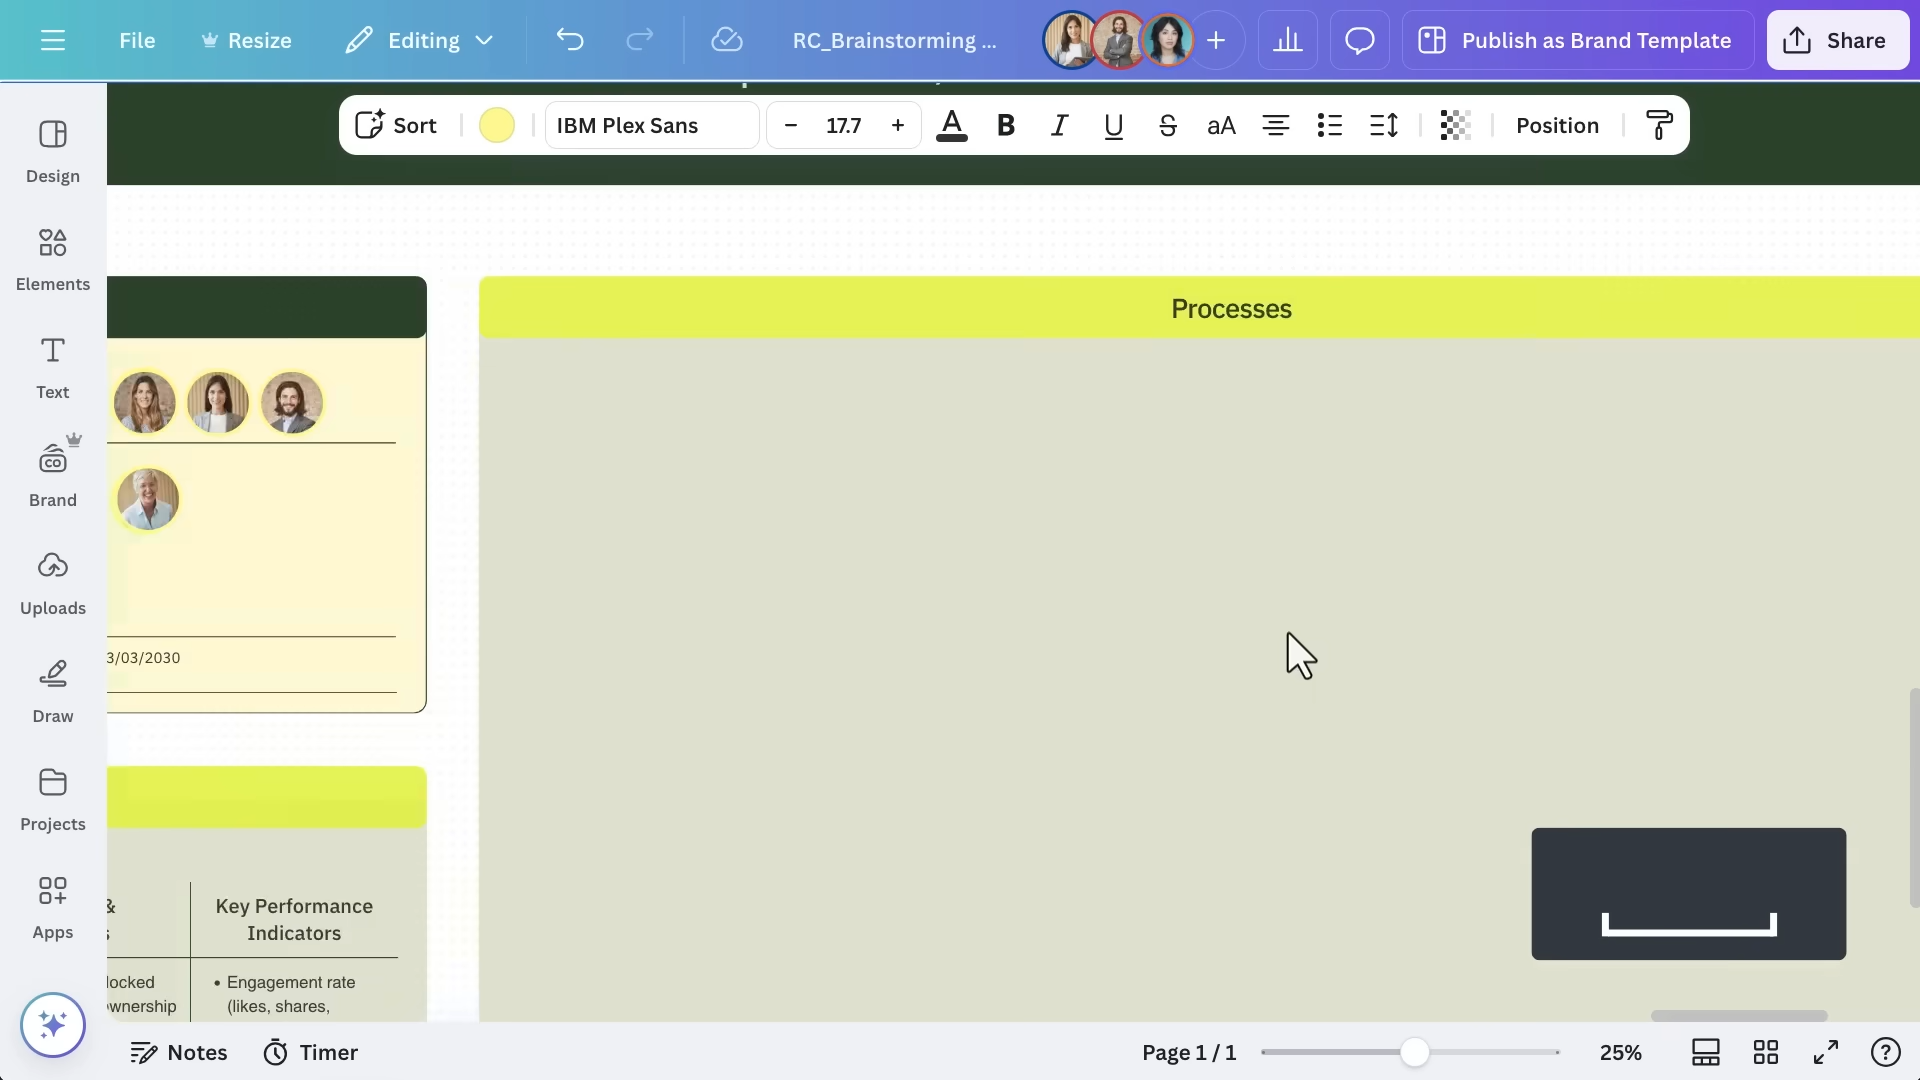 File
Resize
Editing
RC_Brainstorming ...
Publish as Brand Template
Share
Sort
IBM Plex Sans
17.7
A
B
I
U
S
aA
Position
Design
Elements
Text
Brand
Uploads
Draw
Projects
Apps
Processes
3/03/2030
&
Key Performance
Indicators
locked
wnership
• Engagement rate
(likes, shares,
Notes
Timer
Page 1 / 1
25%